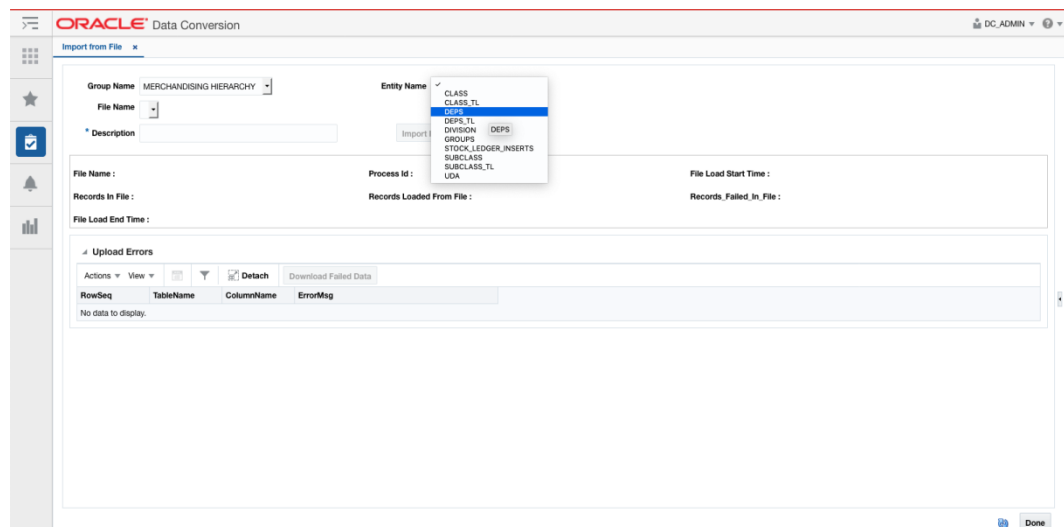 ORACLE® Data Conversion
DC_ADMIN
Import from File x
Group Name MERCHANDISING HIERARCHY
Entity Name
File Name
* Description
CLASS
CLASS_TL
DEPS
DEPS_TL
DIVISION
DEPS
GROUPS
STOCK_LEDGER_INSERTS
SUBCLASS
SUBCLASS_TL
UDA
Import
File Name : Process Id : File Load Start Time :
Records In File : Records Loaded From File : Records_Failed_In_File :
File Load End Time :
Upload Errors
Actions View Detach Download Failed Data
RowSeq TableName ColumnName ErrorMsg
No data to display.
Done